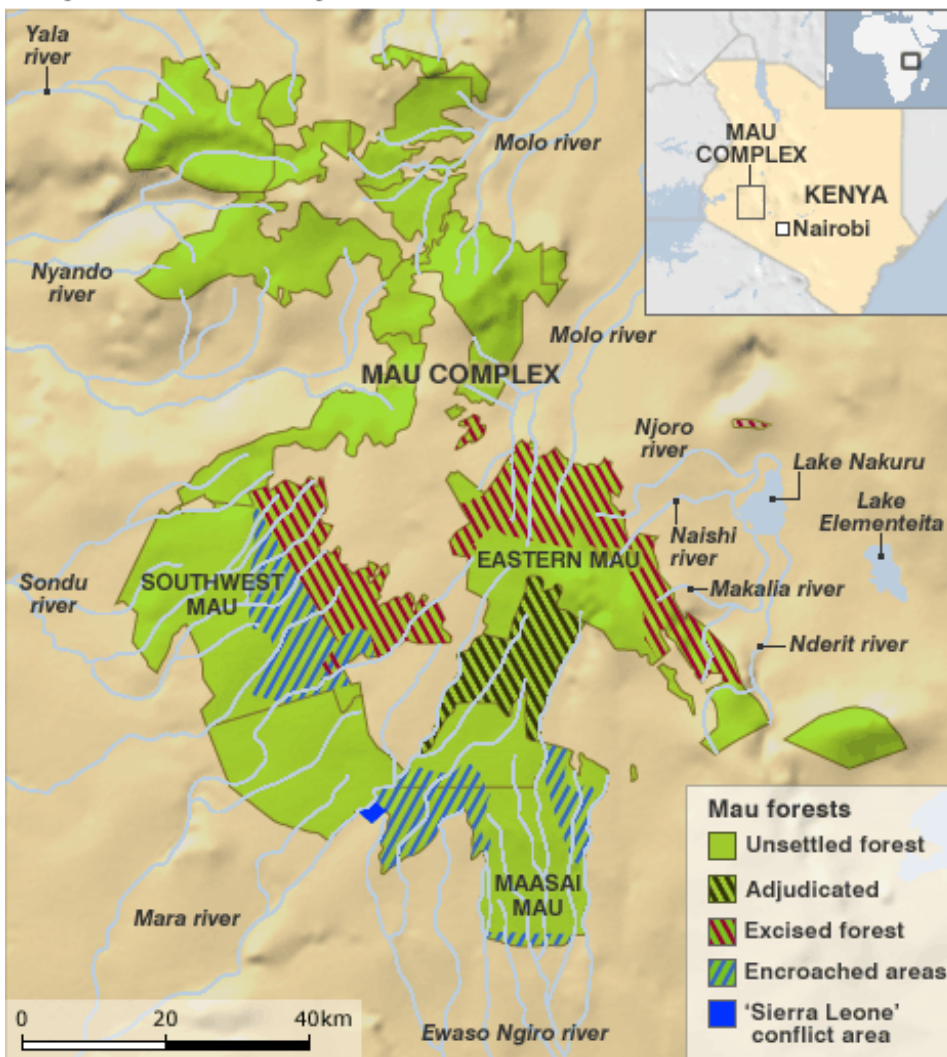 Yala
river
Molo river
MAU
COMPLEX
KENYA
Nairobi
Nyando
river
Molo river
MAU COMPLEX
Njoro
river
Lake Nakuru
Lake
Elementeita
Naishi
river
EASTERN MAU
SOUTHWEST
MAU
Sondu
river
Makalia river
Nderit river
MAASAI
MAU
Mara river
Ewaso Ngiro river
Mau forests
Unsettled forest
Adjudicated
Excised forest
Encroached areas
'Sierra Leone'
conflict area
0 20 40km